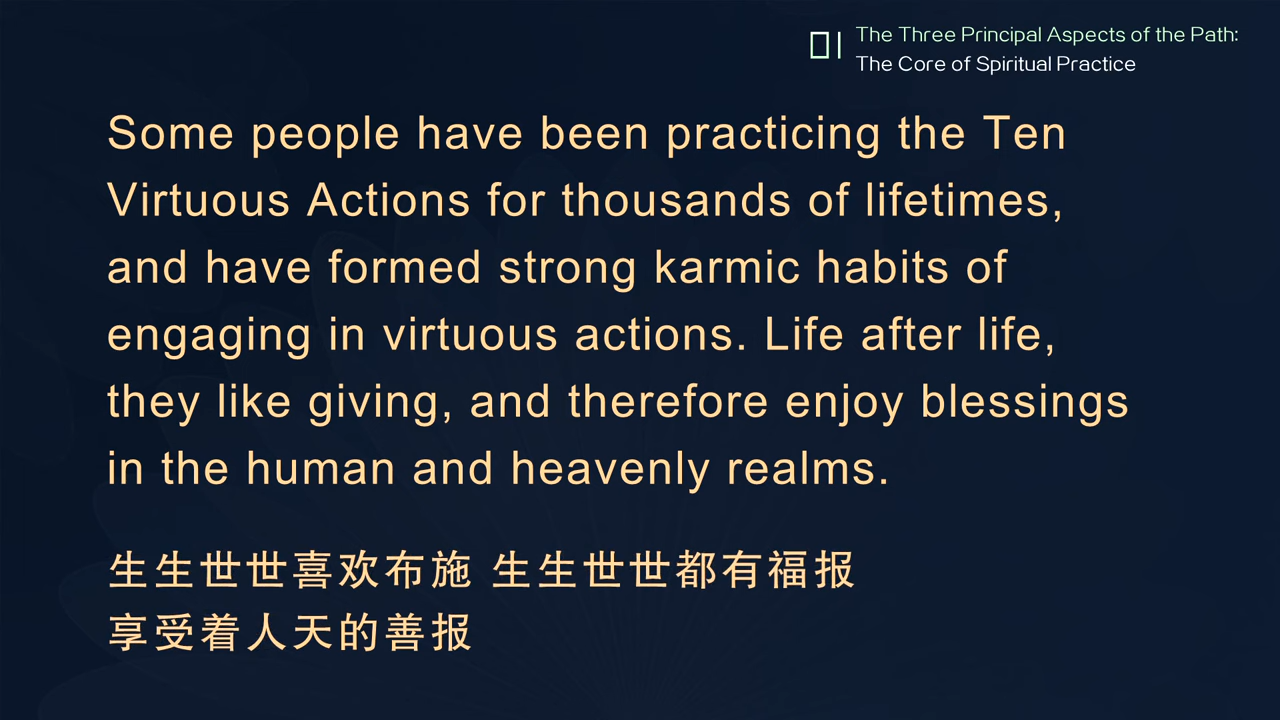 01
The Three Principal Aspects of the Path:
The Core of Spiritual Practice
Some people have been practicing the Ten
Virtuous Actions for thousands of lifetimes,
and have formed strong karmic habits of
engaging in virtuous actions. Life after life,
they like giving, and therefore enjoy blessings
in the human and heavenly realms.
生生世世喜欢布施 生生世世都有福报
享受着人天的善报